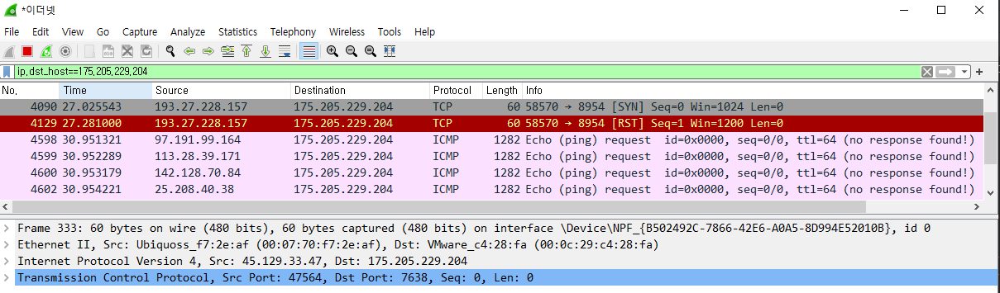 *이더넷
File Edit View Go Capture Analyze Statistics Telephony Wireless Tools Help
ip.dst_host==175.205.229.204
No. Time Source Destination Protocol Length Info
4090 27.025543 193.27.228.157 175.205.229.204 TCP 60 58570 → 8954 [SYN] Seq=0 Win=1024 Len=0
4129 27.281000 193.27.228.157 175.205.229.204 TCP 60 58570 → 8954 [RST] Seq=1 Win=1200 Len=0
4598 30.951321 97.191.99.164 175.205.229.204 ICMP 1282 Echo (ping) request id=0x0000, seq=0/0, ttl=64 (no response found!)
4599 30.952289 113.28.39.171 175.205.229.204 ICMP 1282 Echo (ping) request id=0x0000, seq=0/0, ttl=64 (no response found!)
4600 30.953179 142.128.70.84 175.205.229.204 ICMP 1282 Echo (ping) request id=0x0000, seq=0/0, ttl=64 (no response found!)
4602 30.954221 25.208.40.38 175.205.229.204 ICMP 1282 Echo (ping) request id=0x0000, seq=0/0, ttl=64 (no response found!)
Frame 333: 60 bytes on wire (480 bits), 60 bytes captured (480 bits) on interface \Device\NPF_{B502492C-7866-42E6-A0A5-8D994E52010B}, id 0
Ethernet II, Src: Ubiquoss_f7:2e:af (00:07:70:f7:2e:af), Dst: VMware_c4:28:fa (00:0c:29:c4:28:fa)
Internet Protocol Version 4, Src: 45.129.33.47, Dst: 175.205.229.204
Transmission Control Protocol, Src Port: 47564, Dst Port: 7638, Seq: 0, Len: 0